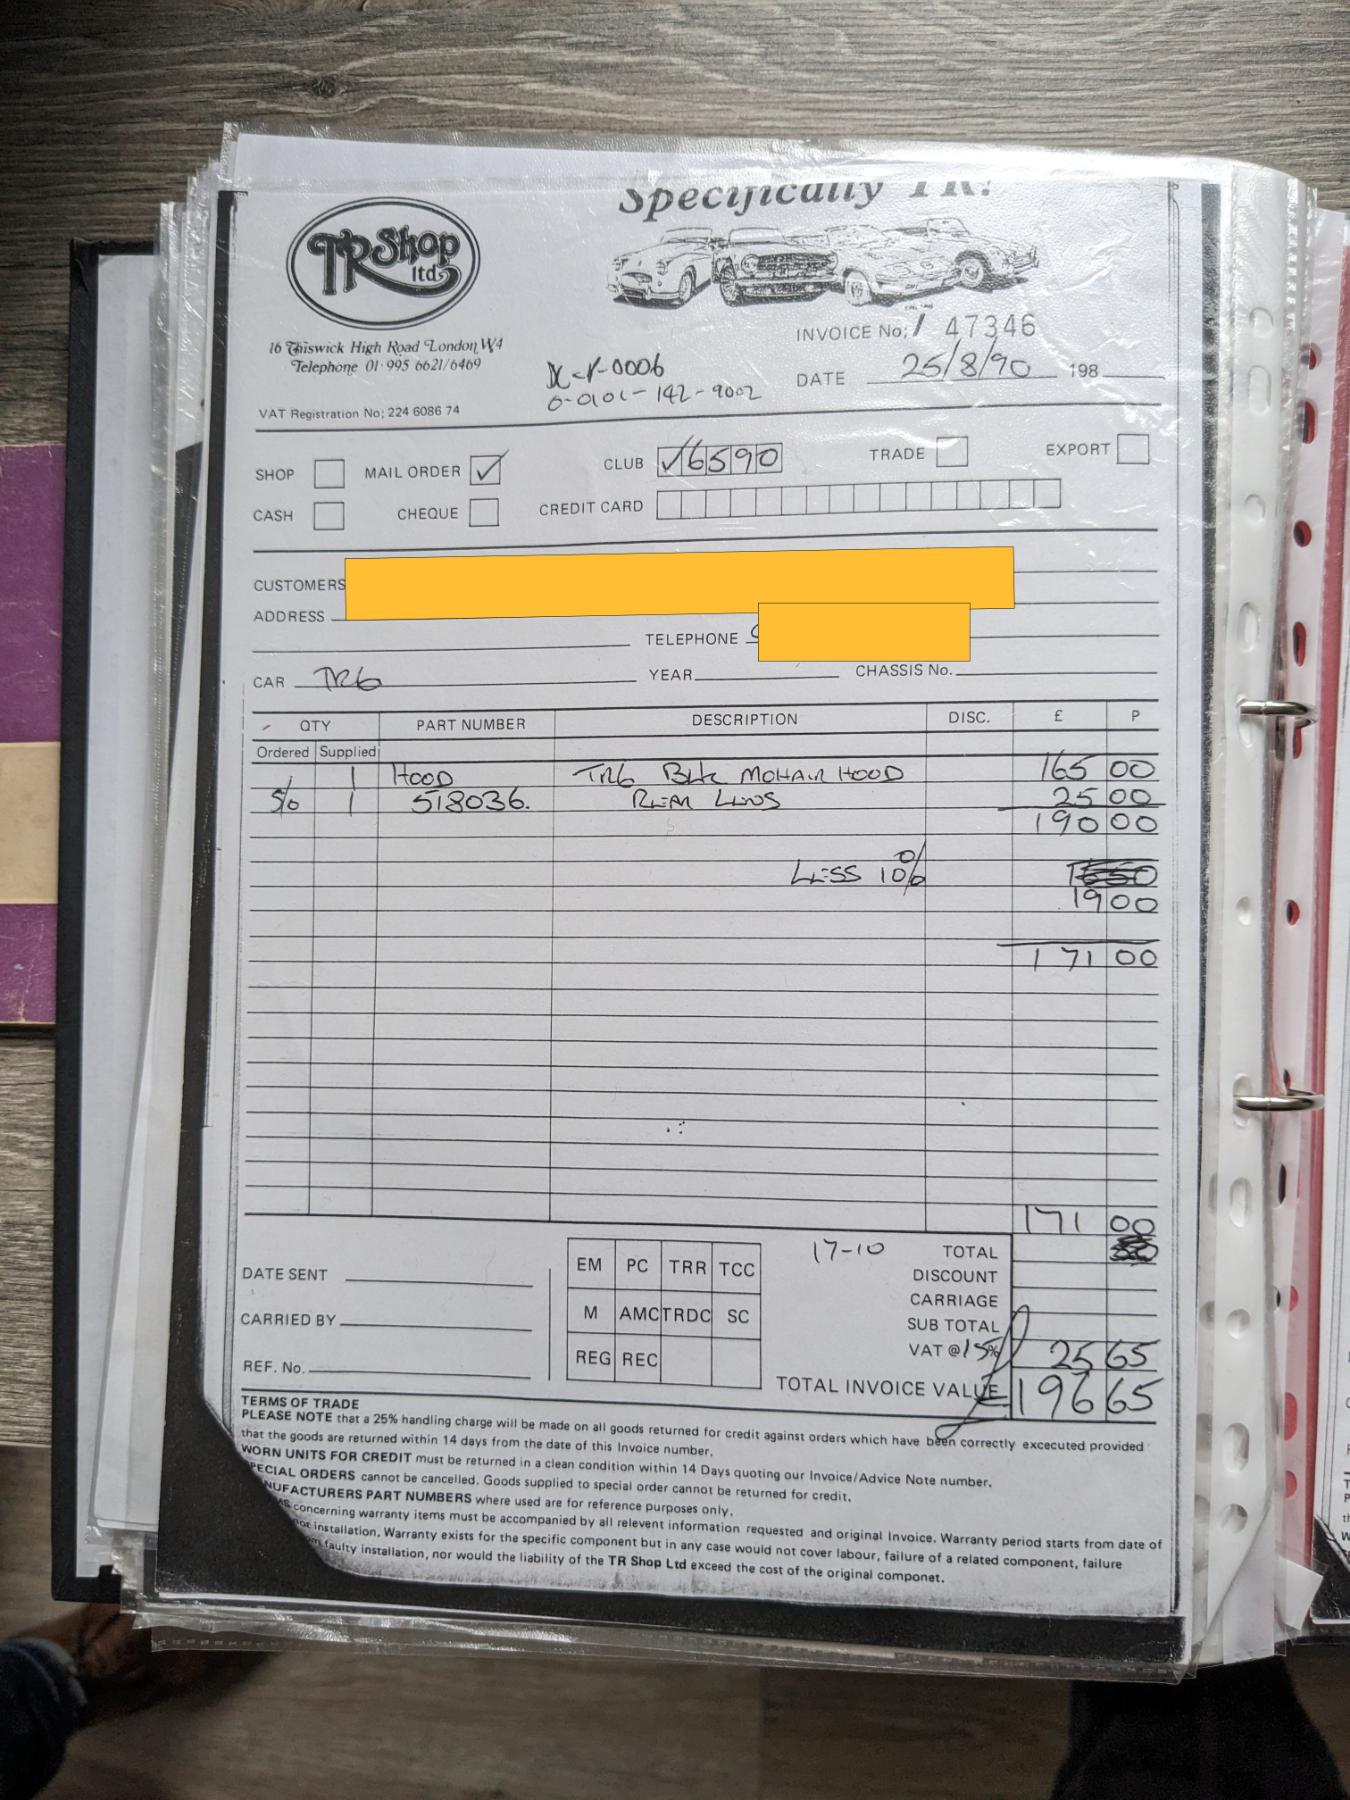 Specifically TR!
TR Shop
ltd
16 Chiswick High Road London W4
Telephone 01·995 6621/6469
VAT Registration No; 224 6086 74
0-0101-142-9002
INVOICE No; 47346
DATE 25/8/90 198
SHOP MAIL ORDER ✓ CLUB ✓6590 TRADE EXPORT
CASH CHEQUE CREDIT CARD
CUSTOMERS
ADDRESS
TELEPHONE
CAR TR6 YEAR CHASSIS No.
QTY PART NUMBER DESCRIPTION DISC. £ P
Ordered Supplied
1 HOOD TR6 BLK MOHAIR HOOD 165 00
S/O 1 518036. REAR LENS 25 00
190 00
LESS 10%
19 00
171 00
171 00
17-10 TOTAL
DISCOUNT
CARRIAGE
SUB TOTAL
VAT @ 15% 25 65
TOTAL INVOICE VALUE £196 65
DATE SENT
CARRIED BY
REF. No.
EM PC TRR TCC
M AMC TRDC SC
REG REC
TERMS OF TRADE
PLEASE NOTE that a 25% handling charge will be made on all goods returned for credit against orders which have been correctly excecuted provided
that the goods are returned within 14 days from the date of this Invoice number.
WORN UNITS FOR CREDIT must be returned in a clean condition within 14 Days quoting our Invoice/Advice Note number.
PECIAL ORDERS cannot be cancelled. Goods supplied to special order cannot be returned for credit.
NUFACTURERS PART NUMBERS where used are for reference purposes only.
concerning warranty items must be accompanied by all relevent information requested and original Invoice. Warranty period starts from date of
not installation, Warranty exists for the specific component but in any case would not cover labour, failure of a related component, failure
faulty installation, nor would the liability of the TR Shop Ltd exceed the cost of the original componet.